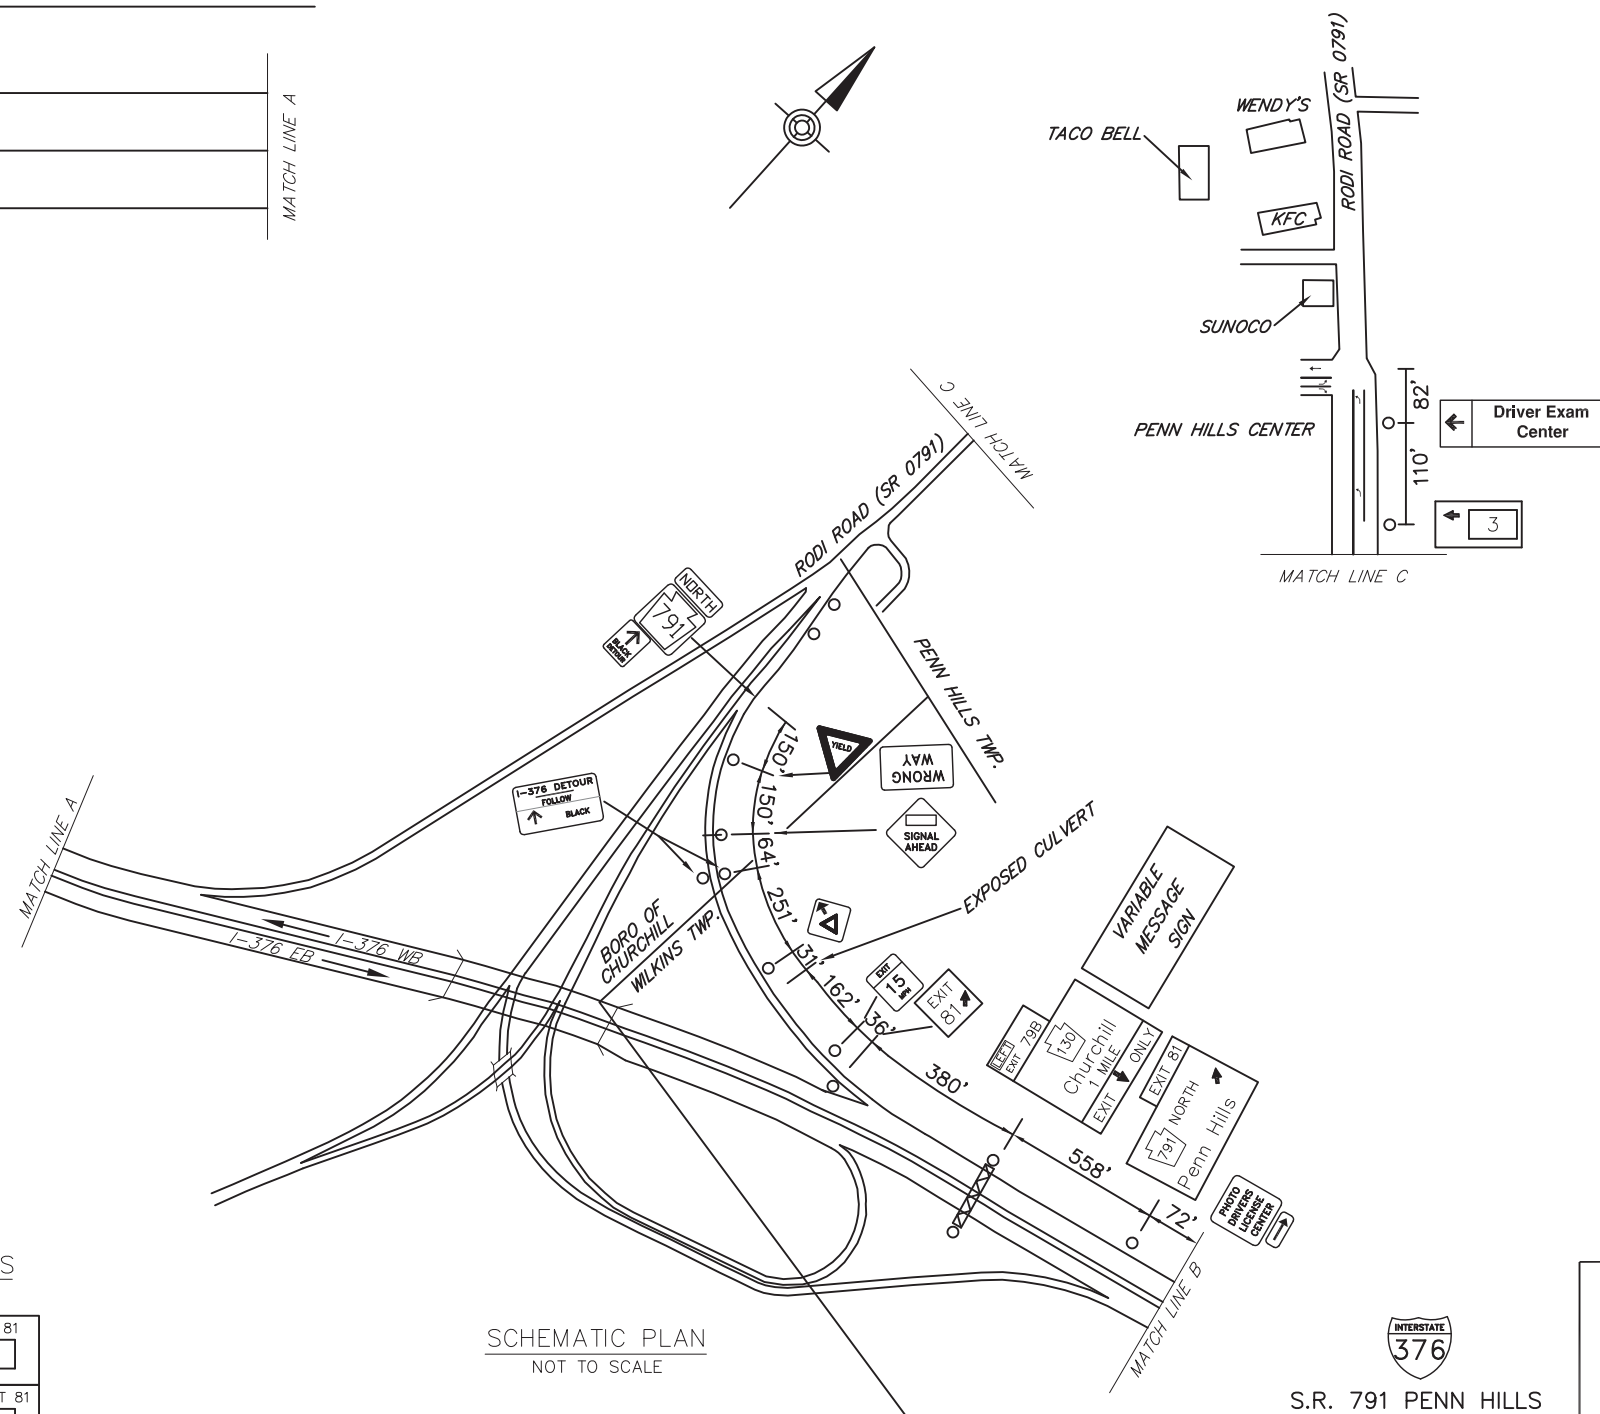 MATCH LINE A
RODI ROAD (SR 0791)
WENDY'S
TACO BELL
KFC
SUNOCO
82'
PENN HILLS CENTER
110'
Driver Exam
Center
3
MATCH LINE C
MATCH LINE C
RODI ROAD (SR 0791)
NORTH
791
BLACK
DETOUR
PENN HILLS TWP.
150'
YIELD
WRONG
WAY
150'
SIGNAL
AHEAD
64'
I-376 DETOUR
FOLLOW
BLACK
MATCH LINE A
251'
EXPOSED CULVERT
BORO OF
CHURCHILL
WILKINS TWP.
I-376 WB
I-376 EB
31'
162'
EXIT
15
MPH
36'
EXIT
81
VARIABLE
MESSAGE
SIGN
LEFT
EXIT 79B
130
Churchill
1 MILE
EXIT ONLY
EXIT 81
791 NORTH
Penn Hills
380'
558'
72'
PHOTO
DRIVERS
LICENSE
CENTER
MATCH LINE B
S
81
T 81
SCHEMATIC PLAN
NOT TO SCALE
INTERSTATE
376
S.R. 791 PENN HILLS